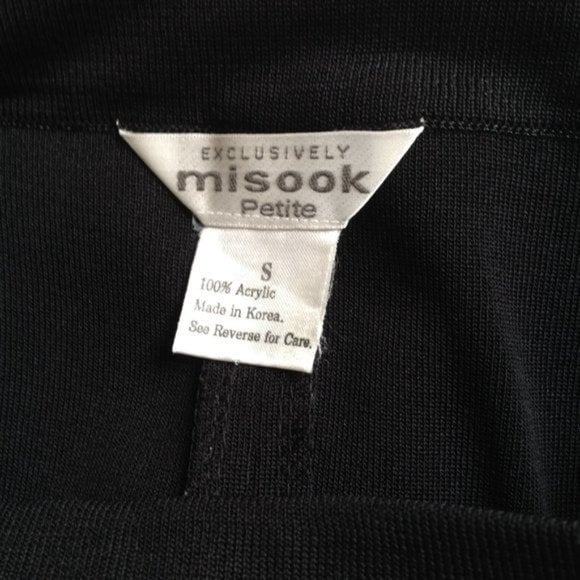 EXCLUSIVELY
misook
Petite
S
100% Acrylic
Made in Korea.
See Reverse for Care.